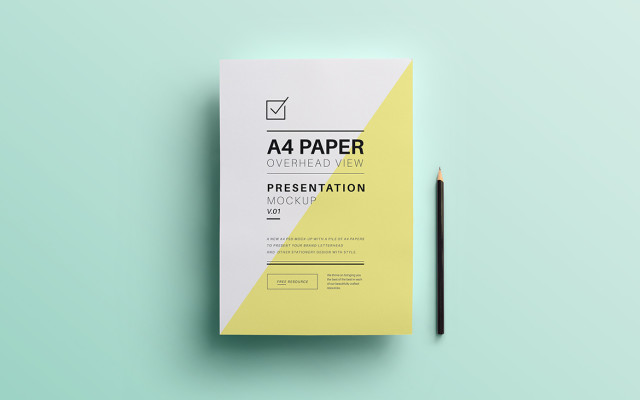 A4 PAPER
OVERHEAD VIEW
PRESENTATION
MOCKUP
V.01
A NEW A4 PSD MOCK-UP WITH A PILE OF A4 PAPERS
TO PRESENT YOUR BRAND LETTERHEAD
AND OTHER STATIONERY DESIGN WITH STYLE.
FREE RESOURCE